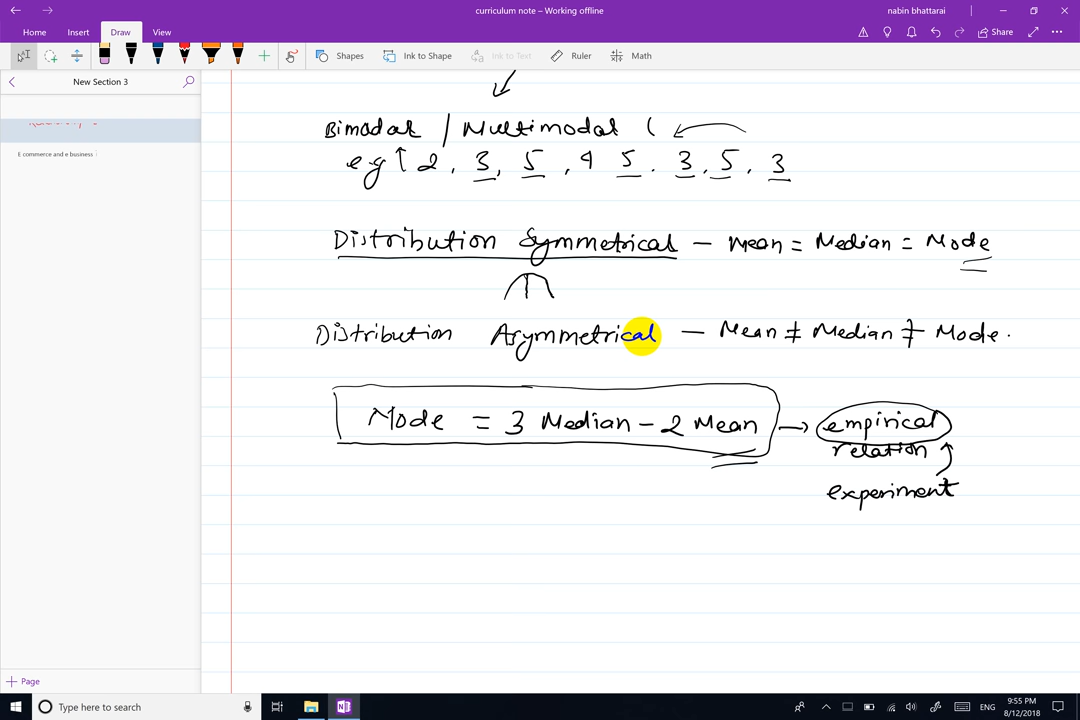 curriculum note – Working offline
nabin bhattarai
Home Insert Draw View
Share
Shapes Ink to Shape Ink to Text Ruler Math
New Section 3
E commerce and e business
Bimodal / Multimodal (
eg 2, 3, 5, 4 5. 3, 5, 3
Distribution Symmetrical – Mean = Median = Mode
Distribution Asymmetrical – Mean ≠ Median ≠ Mode.
Mode = 3 Median – 2 Mean → empirical
relation
experiment
+ Page
Type here to search
ENG
9:55 PM
8/12/2018